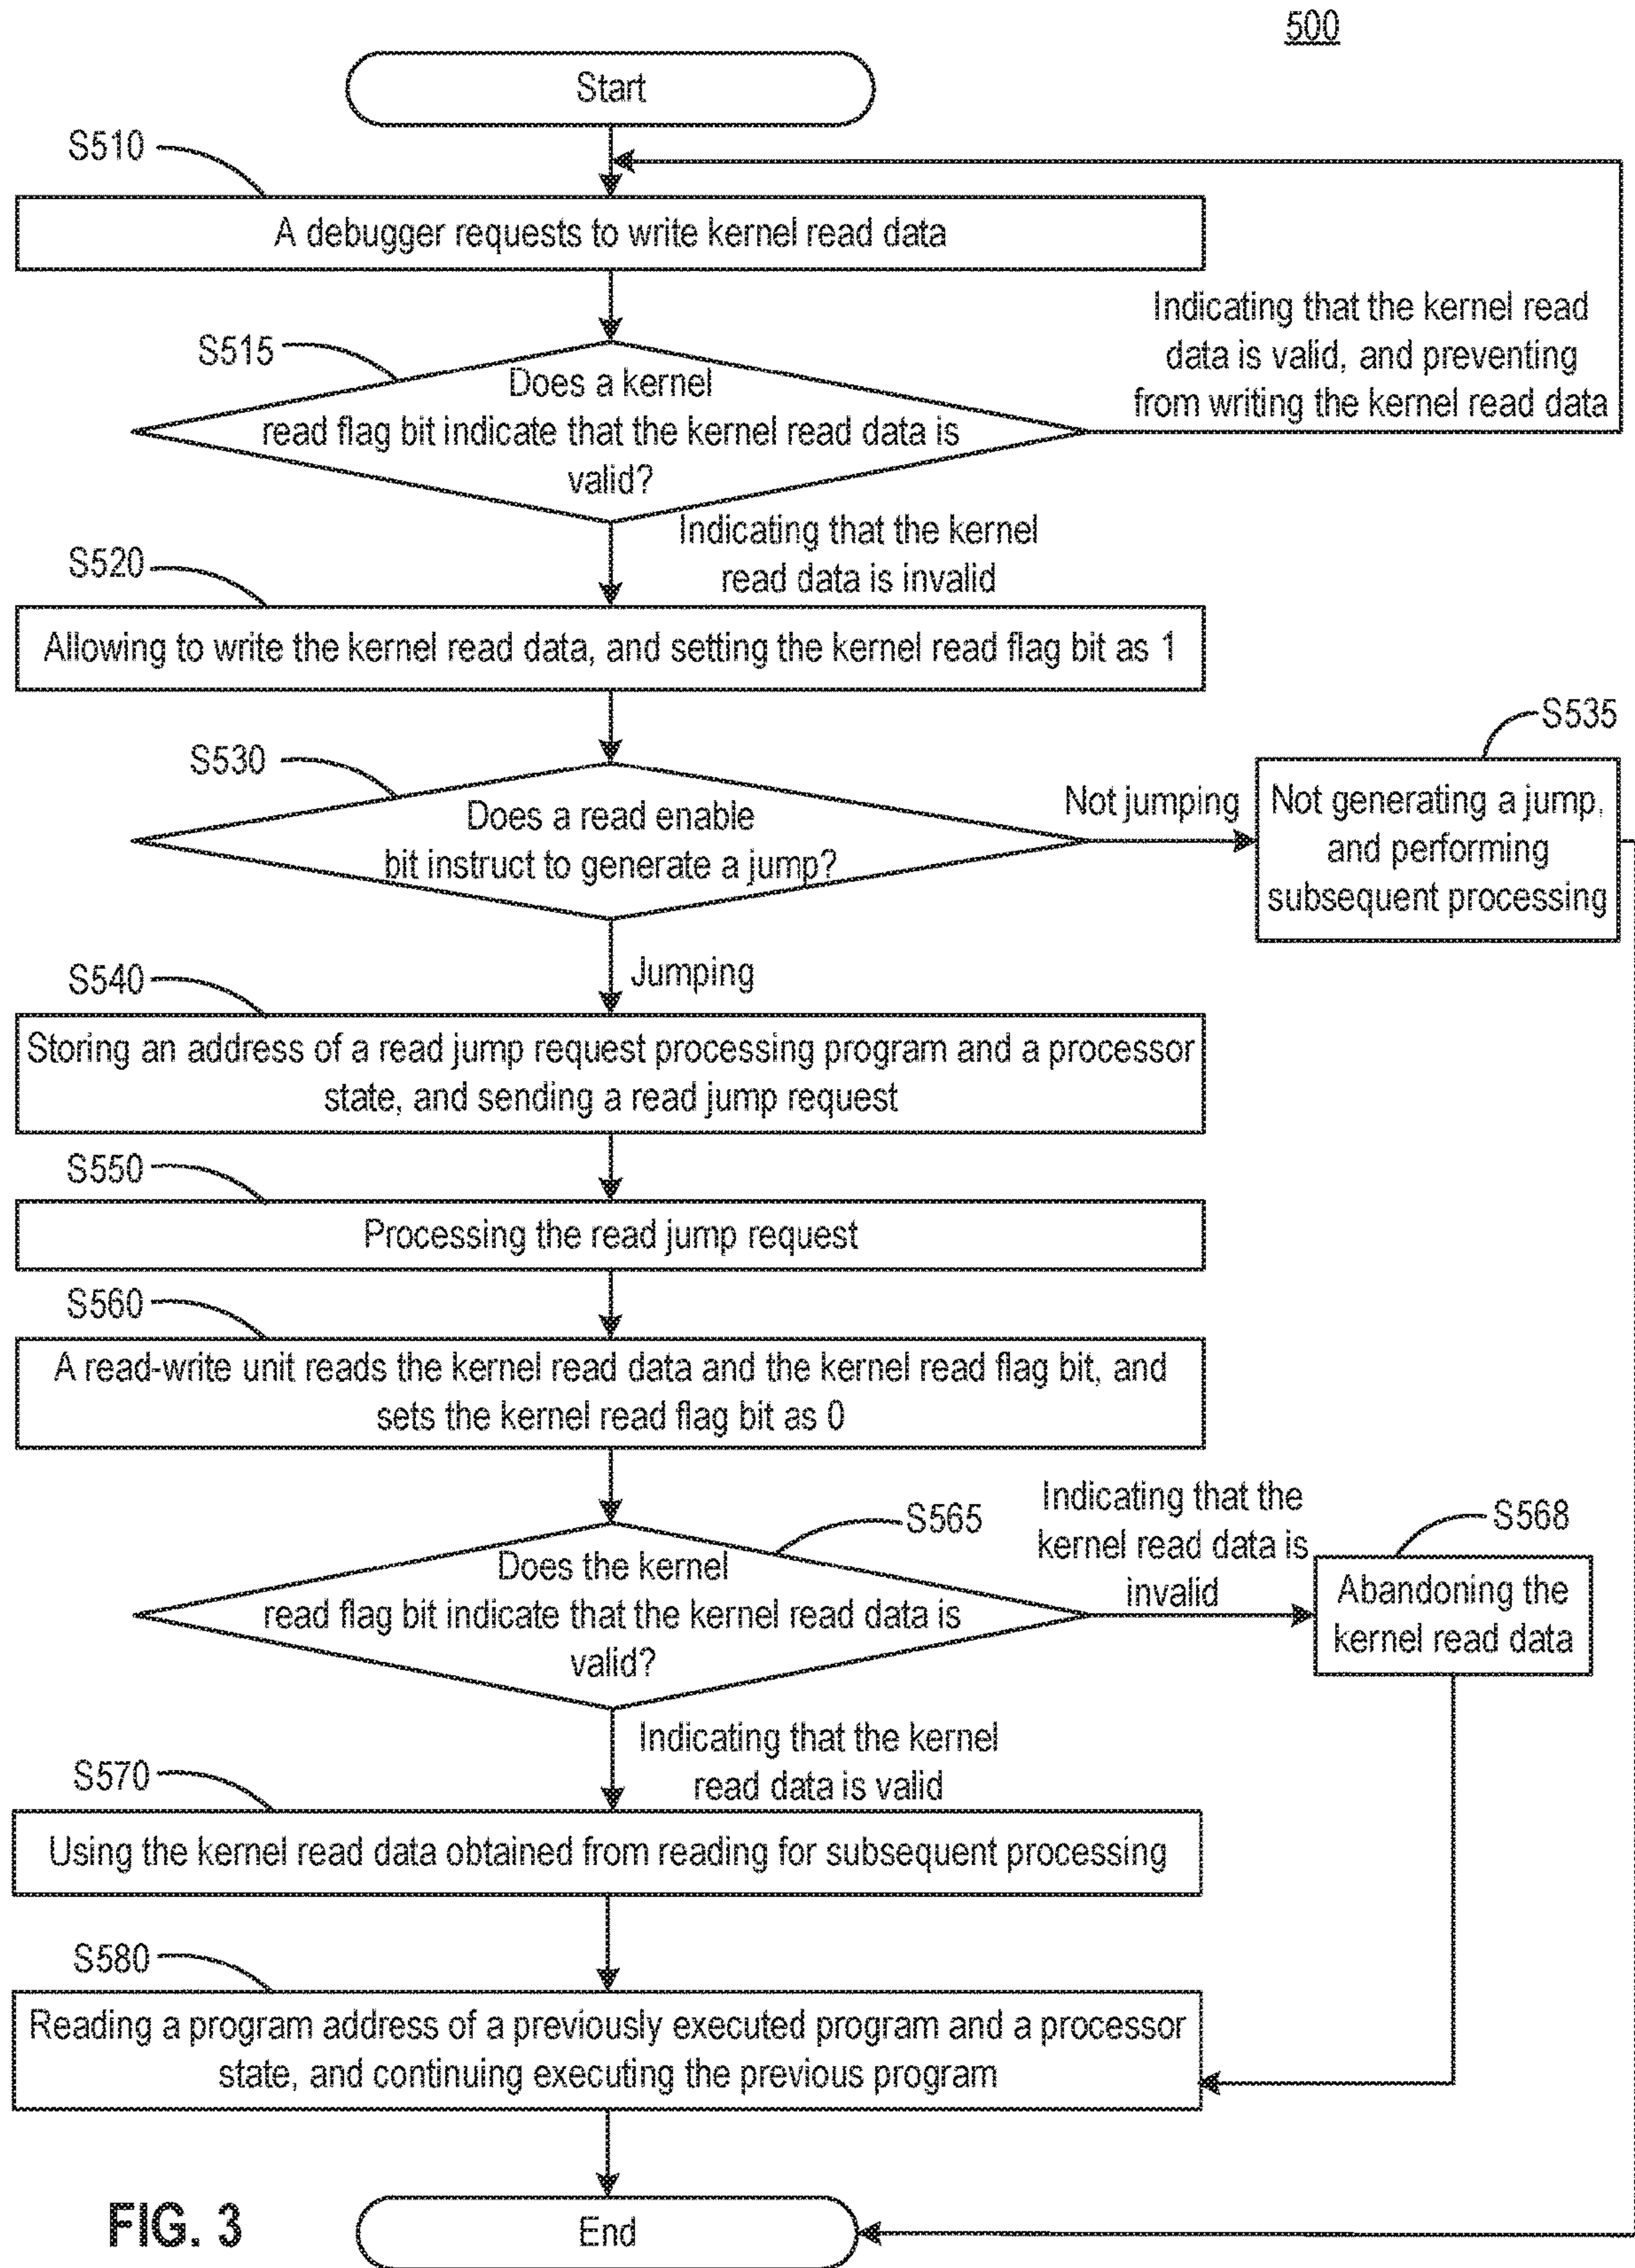 500
Start
S510
A debugger requests to write kernel read data
Indicating that the kernel read
data is valid, and preventing
from writing the kernel read data
S515
Does a kernel
read flag bit indicate that the kernel read data is
valid?
Indicating that the kernel
read data is invalid
S520
Allowing to write the kernel read data, and setting the kernel read flag bit as 1
S530
Does a read enable
bit instruct to generate a jump?
Not jumping
S535
Not generating a jump,
and performing
subsequent processing
Jumping
S540
Storing an address of a read jump request processing program and a processor
state, and sending a read jump request
S550
Processing the read jump request
S560
A read-write unit reads the kernel read data and the kernel read flag bit, and
sets the kernel read flag bit as 0
S565
Does the kernel
read flag bit indicate that the kernel read data is
valid?
Indicating that the
kernel read data is
invalid
S568
Abandoning the
kernel read data
Indicating that the kernel
read data is valid
S570
Using the kernel read data obtained from reading for subsequent processing
S580
Reading a program address of a previously executed program and a processor
state, and continuing executing the previous program
End
FIG. 3